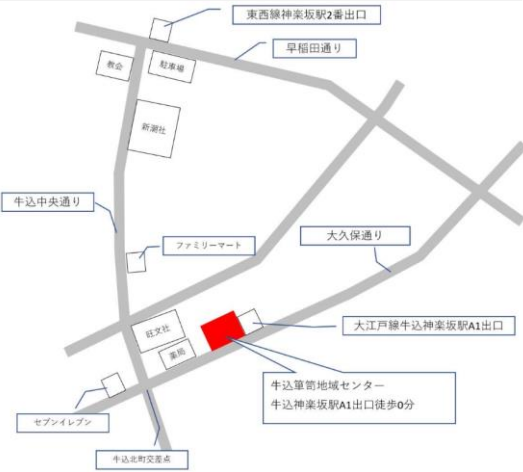 東西線神楽坂駅2番出口
早稲田通り
教会
駐車場
新潮社
牛込中央通り
ファミリーマート
大久保通り
旺文社
薬局
大江戸線牛込神楽坂駅A1出口
牛込箪笥地域センター
牛込神楽坂駅A1出口徒歩0分
セブンイレブン
牛込北町交差点